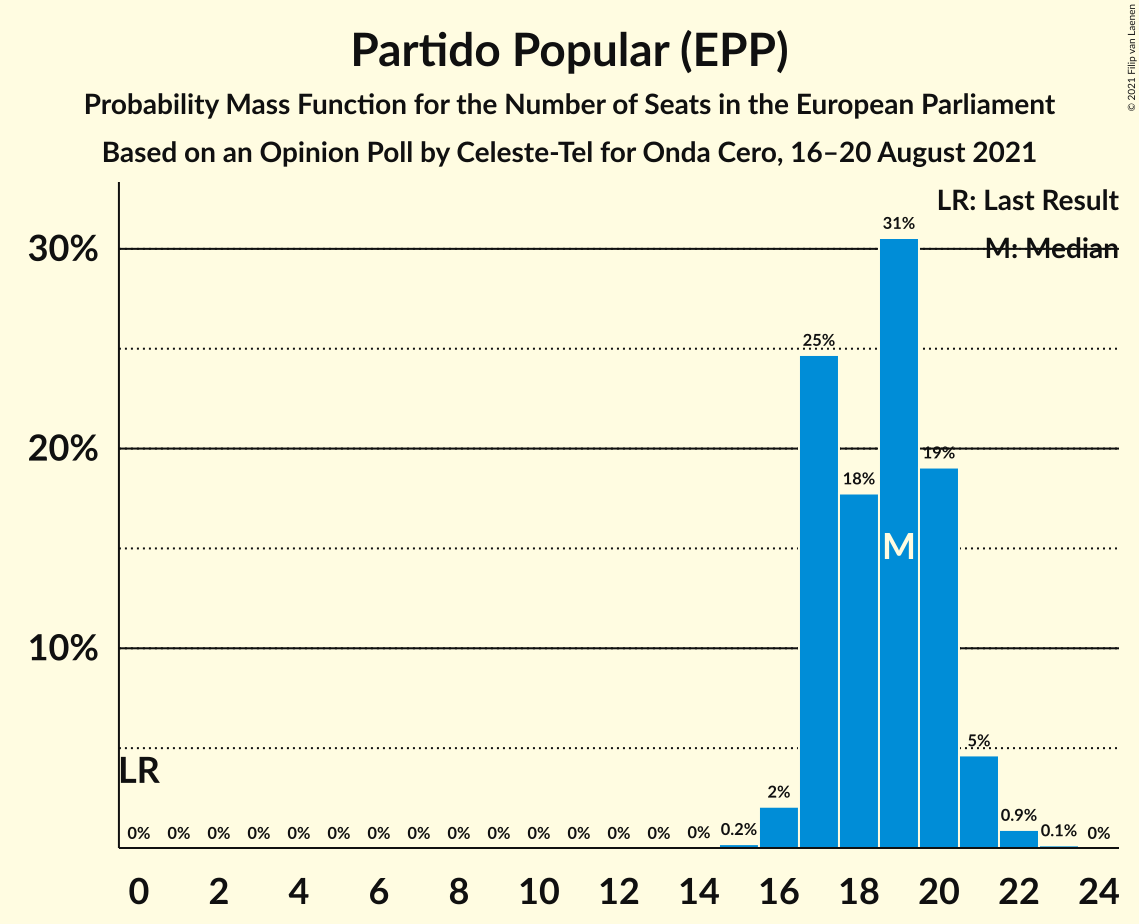 Partido Popular (EPP)
Probability Mass Function for the Number of Seats in the European Parliament
Based on an Opinion Poll by Celeste-Tel for Onda Cero, 16–20 August 2021
© 2021 Filip van Laenen
LR: Last Result
M: Median
30%
20%
10%
31%
25%
19%
18%
M
5%
LR
2%
0% 0% 0% 0% 0% 0% 0% 0% 0% 0% 0% 0% 0% 0% 0% 0.2% 0.9% 0.1% 0%
0 2 4 6 8 10 12 14 16 18 20 22 24